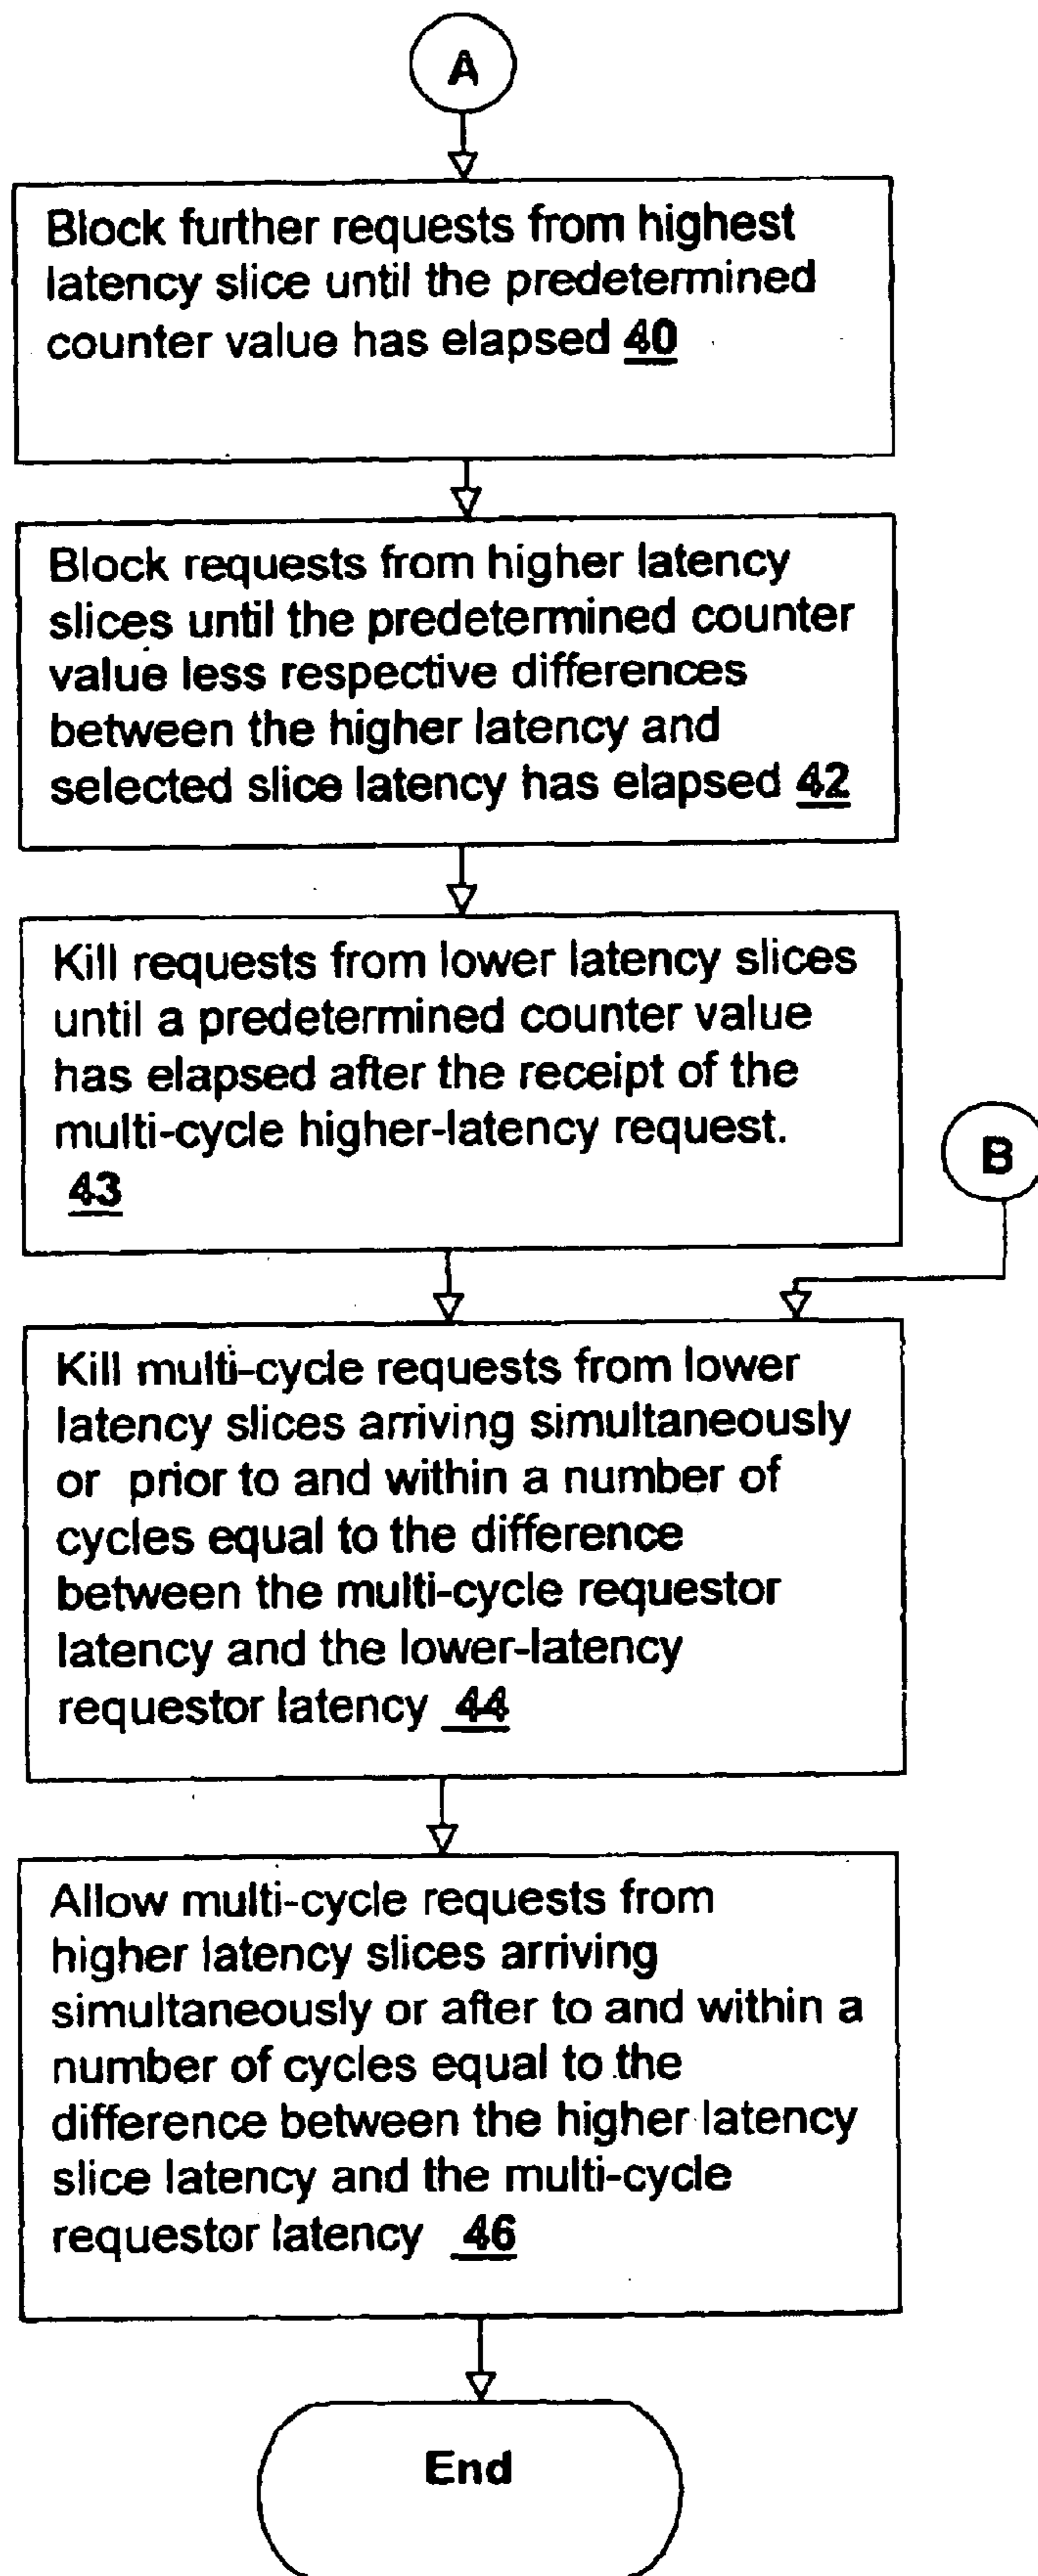 A
Block further requests from highest
latency slice until the predetermined
counter value has elapsed 40
Block requests from higher latency
slices until the predetermined counter
value less respective differences
between the higher latency and
selected slice latency has elapsed 42
Kill requests from lower latency slices
until a predetermined counter value
has elapsed after the receipt of the
multi-cycle higher-latency request.
43
B
Kill multi-cycle requests from lower
latency slices arriving simultaneously
or prior to and within a number of
cycles equal to the difference
between the multi-cycle requestor
latency and the lower-latency
requestor latency 44
Allow multi-cycle requests from
higher latency slices arriving
simultaneously or after to and within a
number of cycles equal to the
difference between the higher latency
slice latency and the multi-cycle
requestor latency 46
End